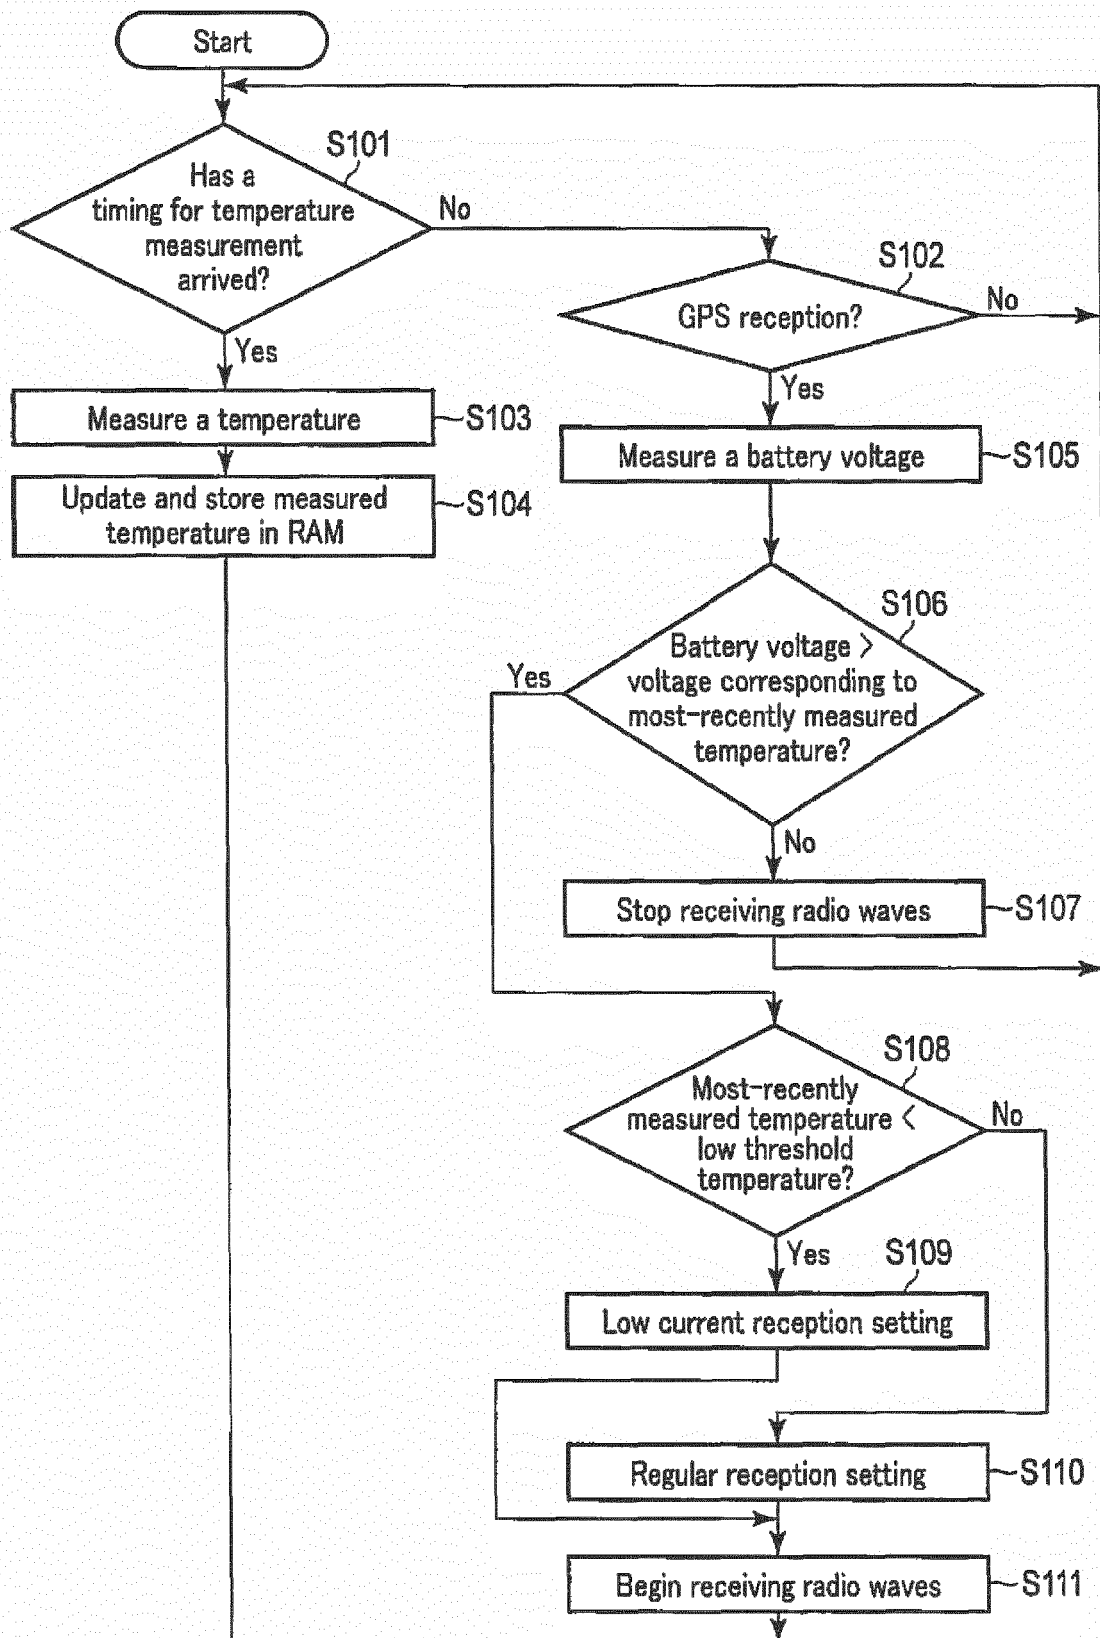 Start
S101
Has a
timing for temperature
measurement
arrived?
No
Yes
S102
GPS reception?
No
Yes
Measure a temperature
S103
Update and store measured
temperature in RAM
S104
Measure a battery voltage
S105
S106
Battery voltage >
voltage corresponding to
most-recently measured
temperature?
Yes
No
Stop receiving radio waves
S107
S108
Most-recently
measured temperature <
low threshold
temperature?
No
Yes
S109
Low current reception setting
Regular reception setting
S110
Begin receiving radio waves
S111